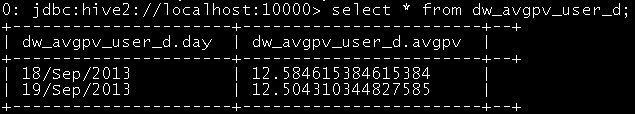 0: jdbc:hive2://localhost:10000> select * from dw_avgpv_user_d;
+----------------------+------------------------+--+
| dw_avgpv_user_d.day | dw_avgpv_user_d.avgpv | |
+----------------------+------------------------+--+
| 18/Sep/2013 | 12.584615384615384 | |
| 19/Sep/2013 | 12.504310344827585 | |
+----------------------+------------------------+--+